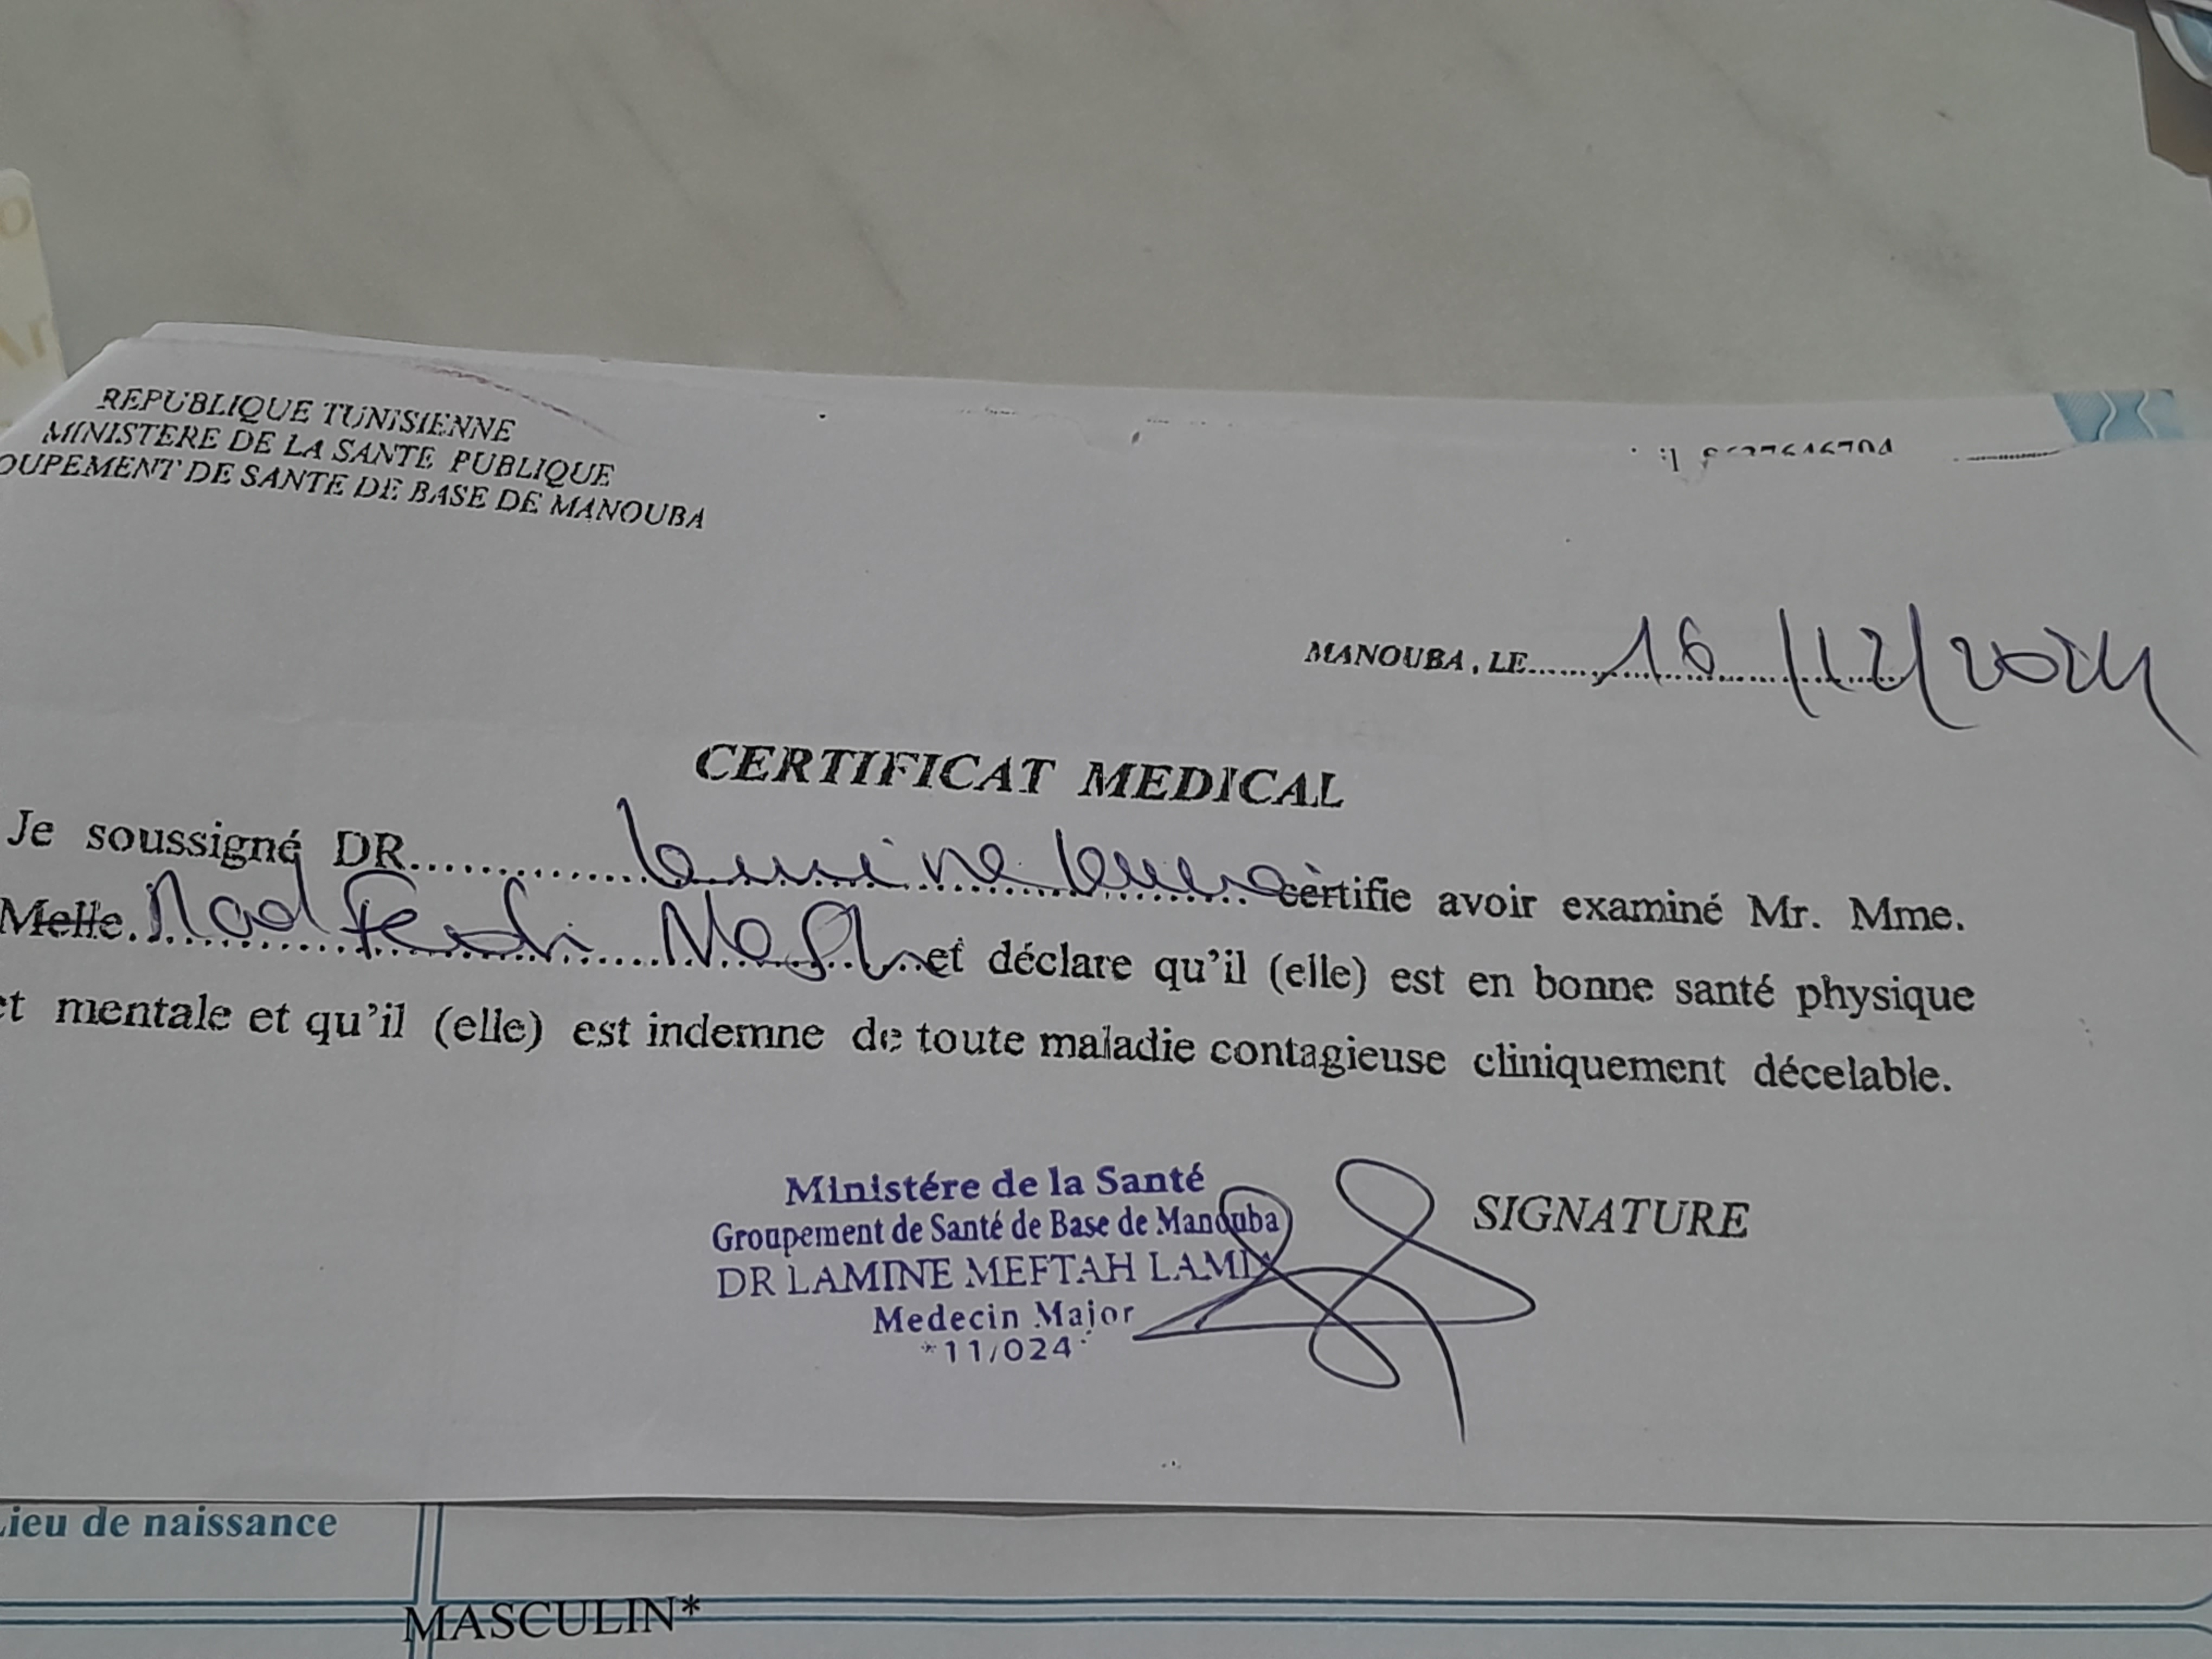 REPUBLIQUE TUNISIENNE
MINISTERE DE LA SANTE PUBLIQUE
OUPEMENT DE SANTE DE BASE DE MANOUBA
MANOUBA, LE 16/12/2024
CERTIFICAT MEDICAL
Je soussigné DR certifie avoir examiné Mr. Mme.
Melle. et déclare qu'il (elle) est en bonne santé physique
et mentale et qu'il (elle) est indemne de toute maladie contagieuse cliniquement décelable.
Ministére de la Santé
Groupement de Santé de Base de Manouba
DR LAMINE MEFTAH LAMIA
Medecin Major
*11/024*
SIGNATURE
Lieu de naissance
MASCULIN*